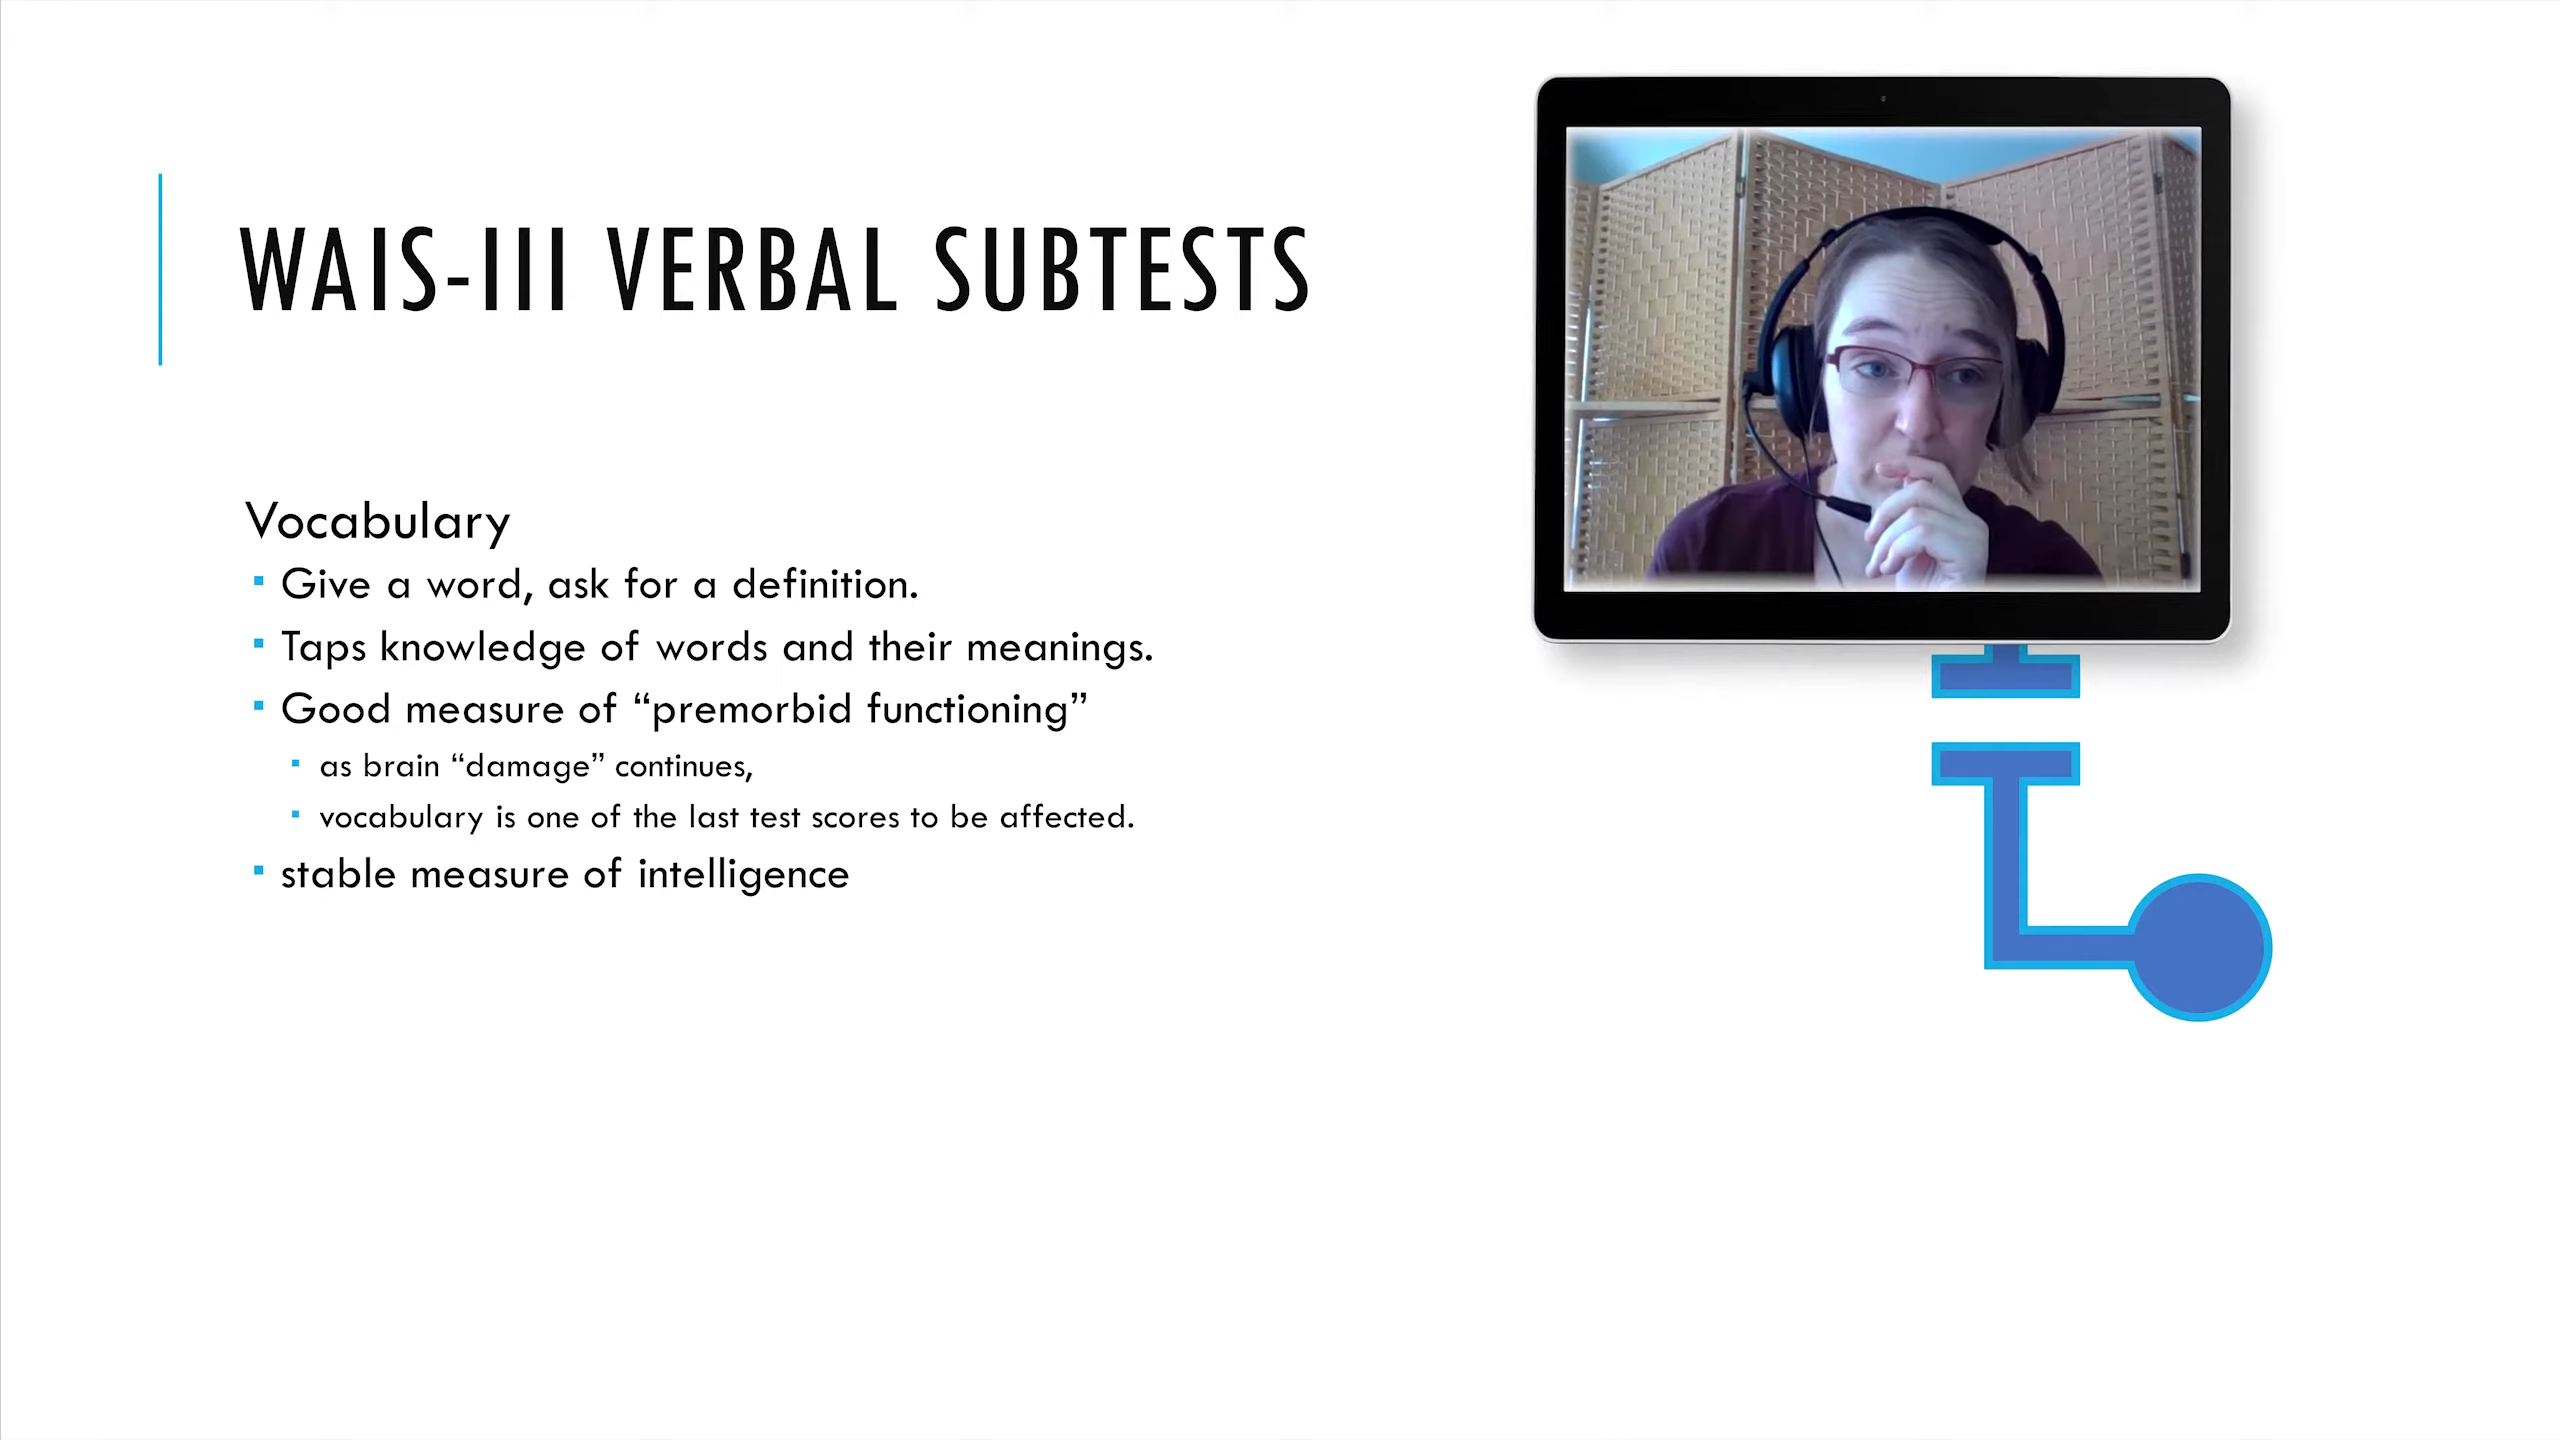 WAIS-III VERBAL SUBTESTS
Vocabulary
Give a word, ask for a definition.
Taps knowledge of words and their meanings.
Good measure of “premorbid functioning”
as brain “damage” continues,
vocabulary is one of the last test scores to be affected.
stable measure of intelligence